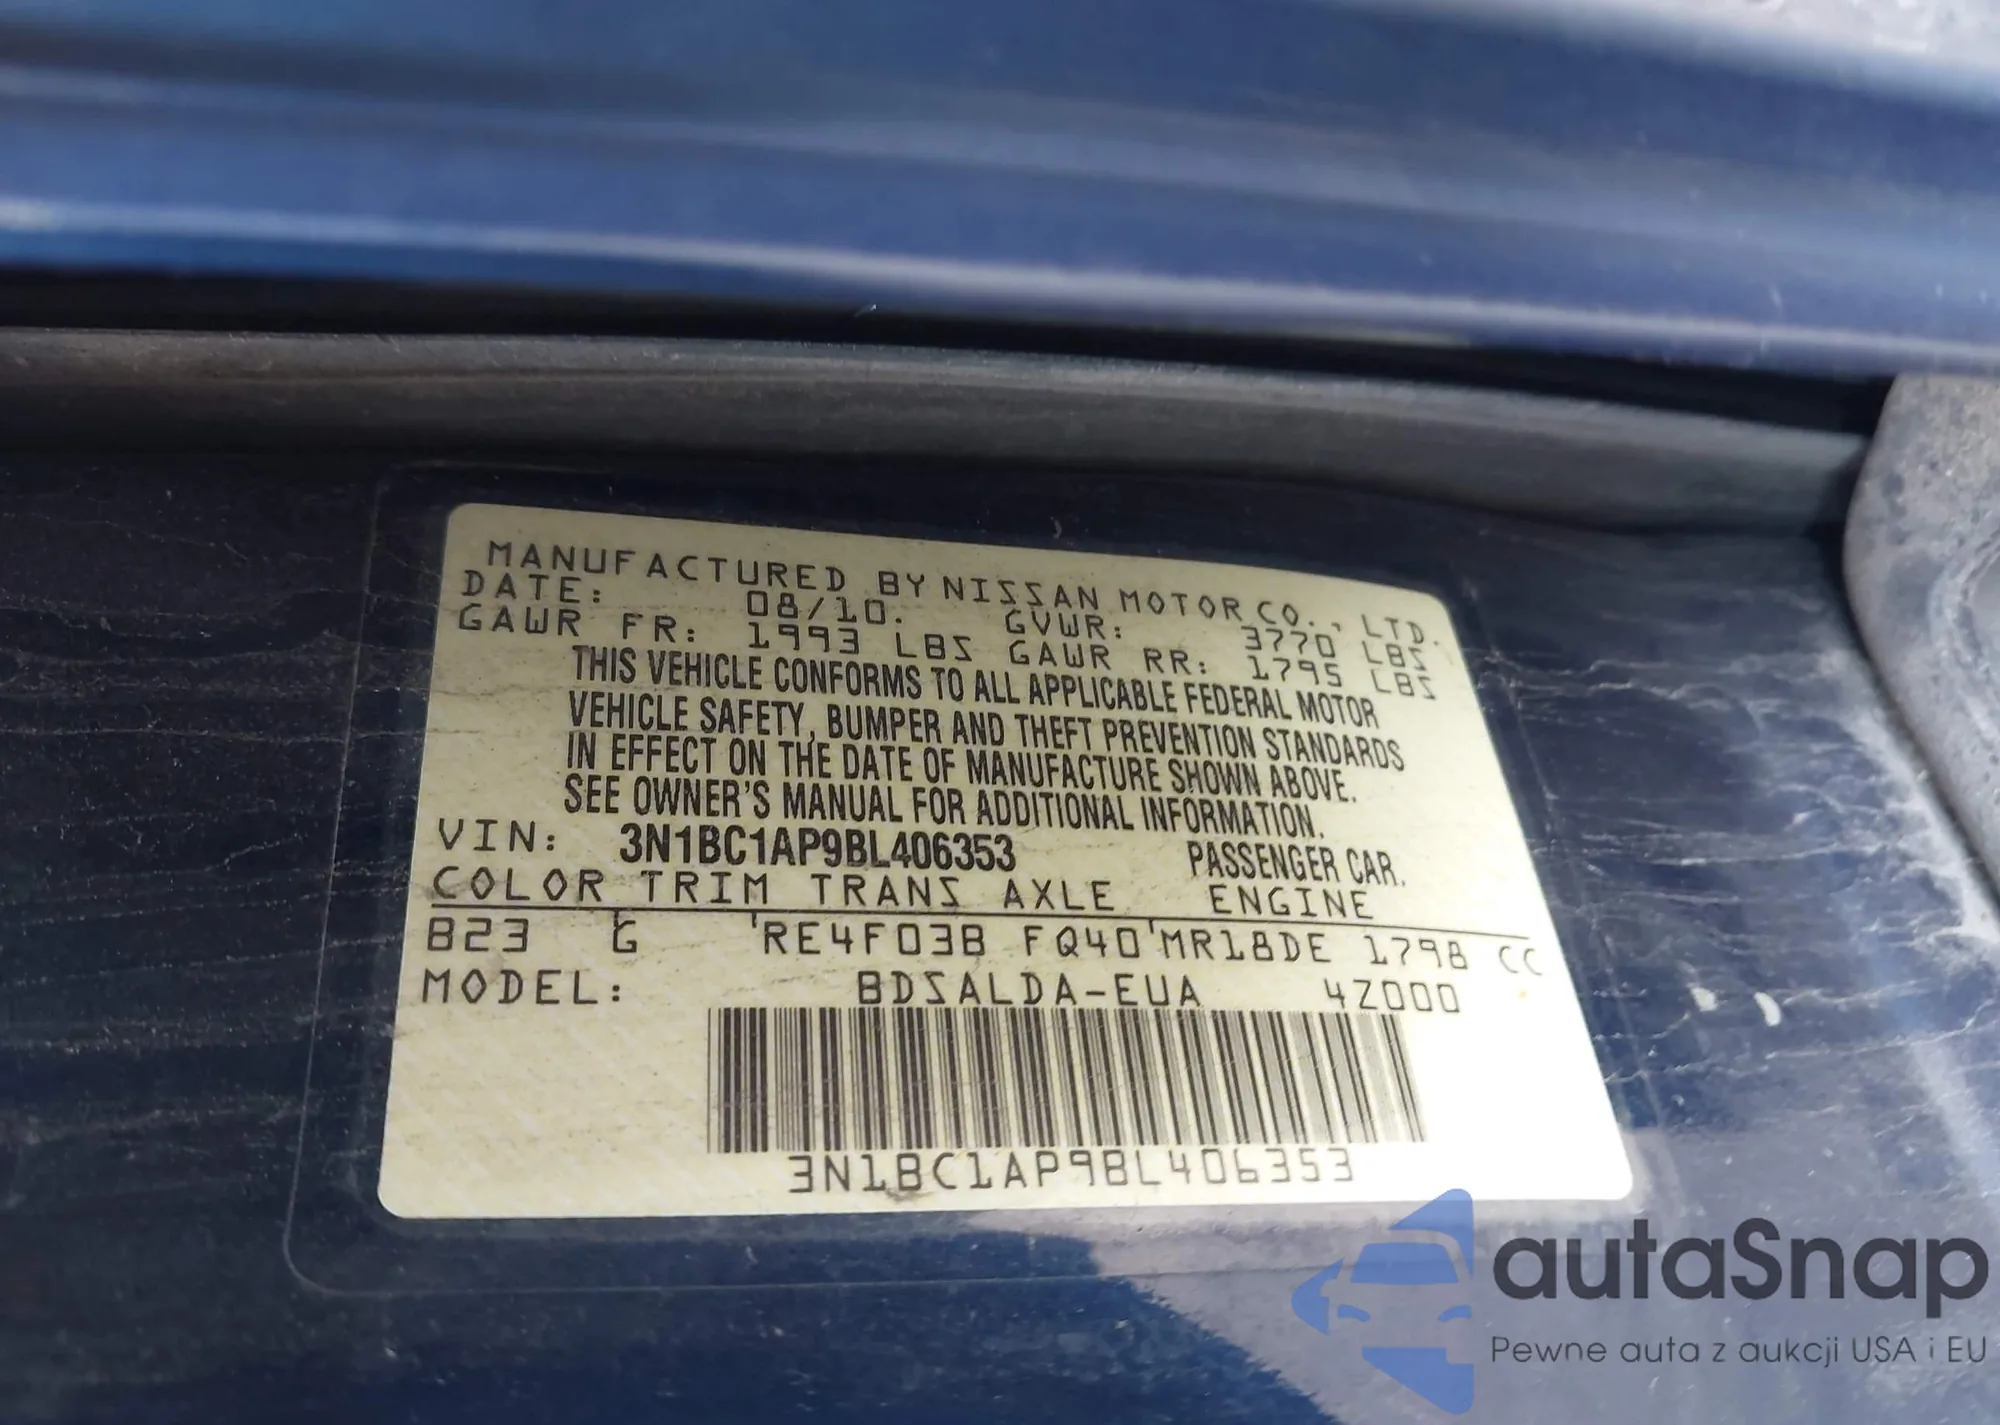 MANUFACTURED BY NISSAN MOTOR CO., LTD.
DATE: 08/10. GVWR: 3770 LBS
GAWR FR: 1993 LBS GAWR RR: 1795 LBS
THIS VEHICLE CONFORMS TO ALL APPLICABLE FEDERAL MOTOR
VEHICLE SAFETY, BUMPER AND THEFT PREVENTION STANDARDS
IN EFFECT ON THE DATE OF MANUFACTURE SHOWN ABOVE.
SEE OWNER'S MANUAL FOR ADDITIONAL INFORMATION.
VIN: 3N1BC1AP9BL406353 PASSENGER CAR.
COLOR TRIM TRANS AXLE ENGINE
B23 G 'RE4F03B FQ40'MR18DE 1798 CC
MODEL: BDSALDA-EUA 4Z000
3N1BC1AP9BL406353
autaSnap
Pewne auta z aukcji USA i EU